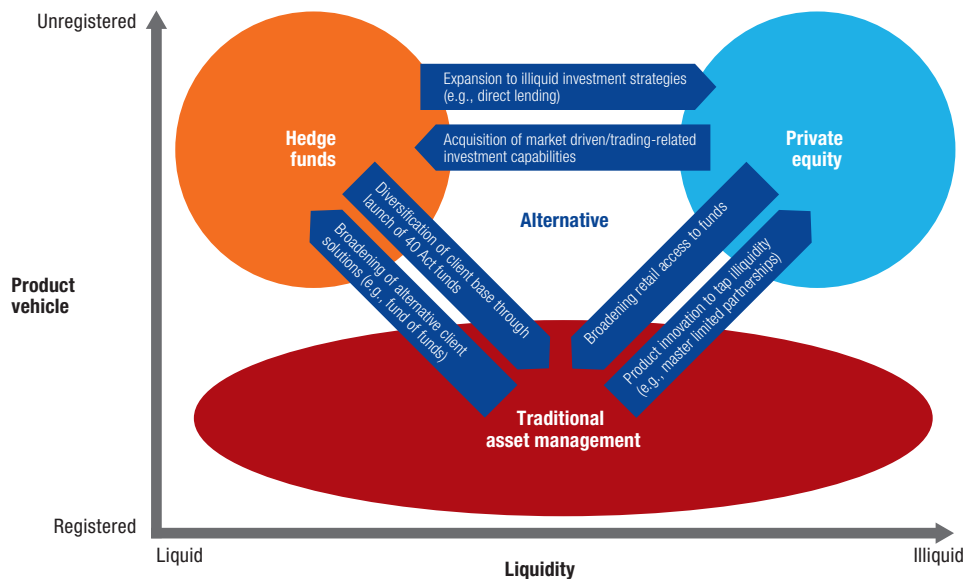 Unregistered
Expansion to illiquid investment strategies
(e.g., direct lending)
Hedge
funds
Acquisition of market driven/trading-related
investment capabilities
Private
equity
Alternative
Diversification of client base through
launch of 40 Act funds
Broadening of alternative client
solutions (e.g., fund of funds)
Broadening retail access to funds
Product innovation to tap illiquidity
(e.g., master limited partnerships)
Product
vehicle
Traditional
asset management
Registered
Liquid
Liquidity
Illiquid